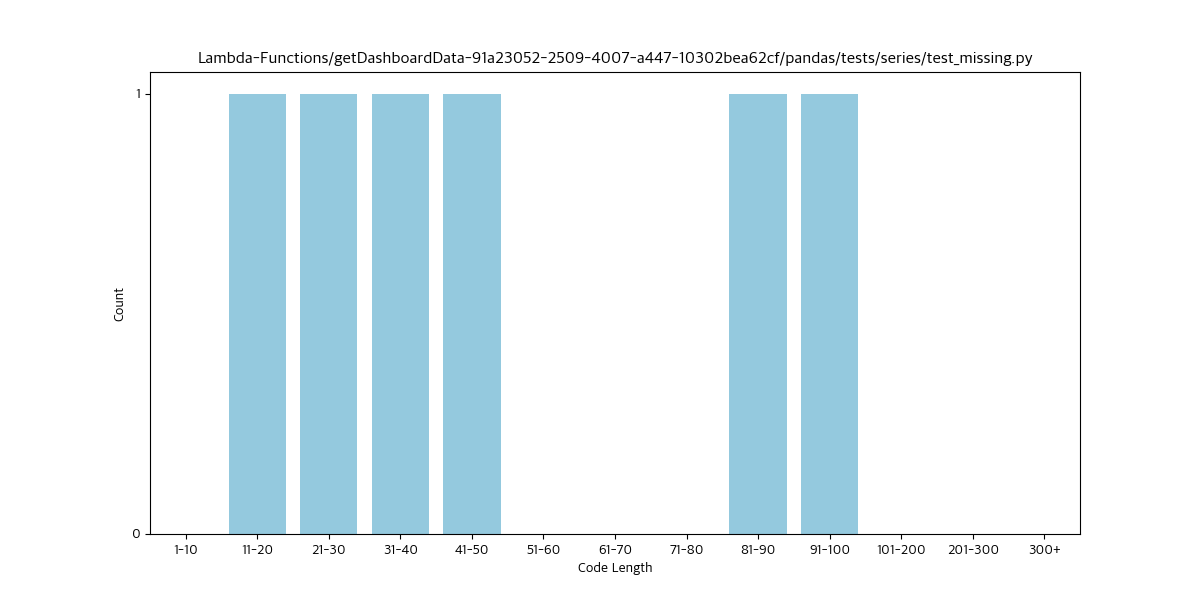 Lambda-Functions/getDashboardData-91a23052-2509-4007-a447-10302bea62cf/pandas/tests/series/test_missing.py
1
Count
0
1-10 11-20 21-30 31-40 41-50 51-60 61-70 71-80 81-90 91-100 101-200 201-300 300+
Code Length